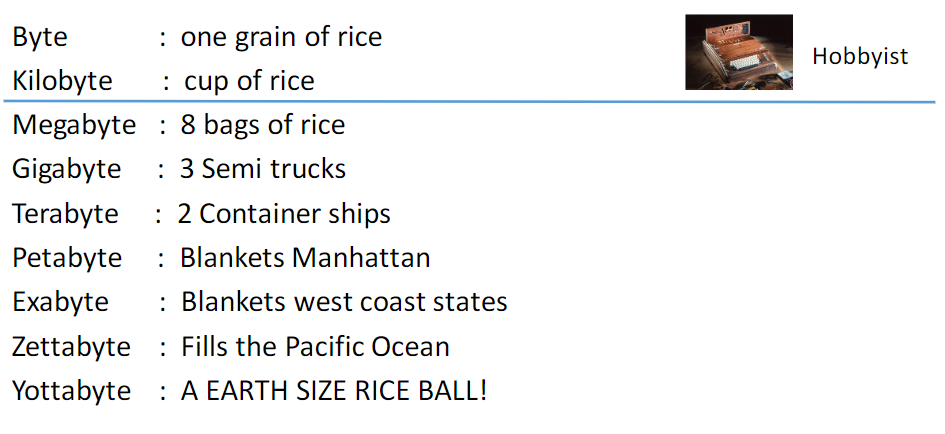 Byte : one grain of rice
Hobbyist
Kilobyte : cup of rice
Megabyte : 8 bags of rice
Gigabyte : 3 Semi trucks
Terabyte : 2 Container ships
Petabyte : Blankets Manhattan
Exabyte : Blankets west coast states
Zettabyte : Fills the Pacific Ocean
Yottabyte : A EARTH SIZE RICE BALL!